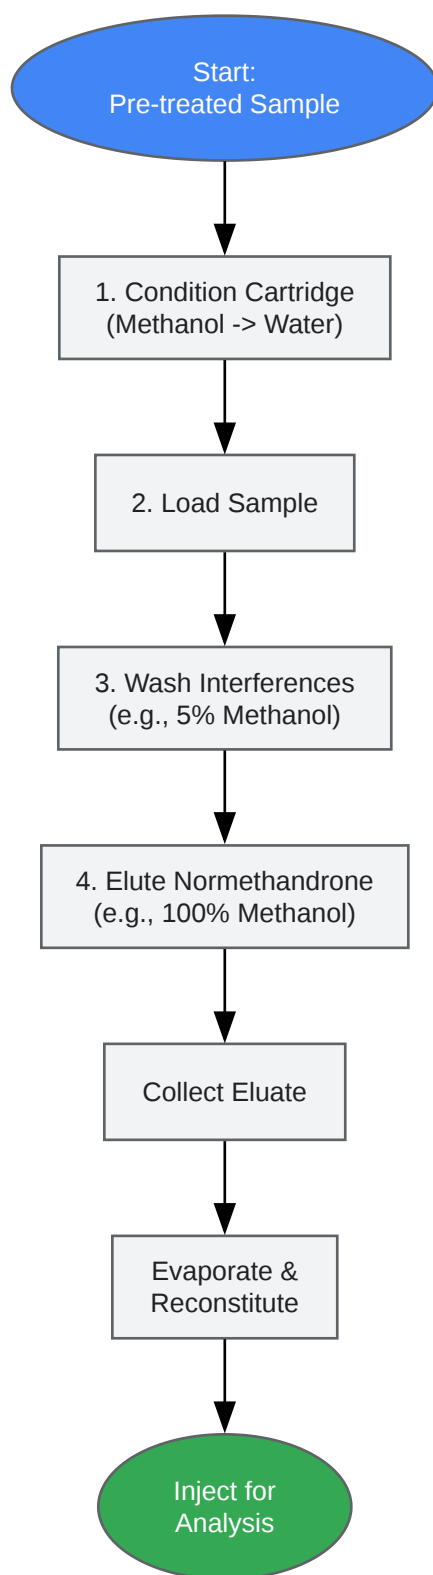 Start:
Pre-treated Sample
1. Condition Cartridge
(Methanol -> Water)
2. Load Sample
3. Wash Interferences
(e.g., 5% Methanol)
4. Elute Normethandrone
(e.g., 100% Methanol)
Collect Eluate
Evaporate &
Reconstitute
Inject for
Analysis